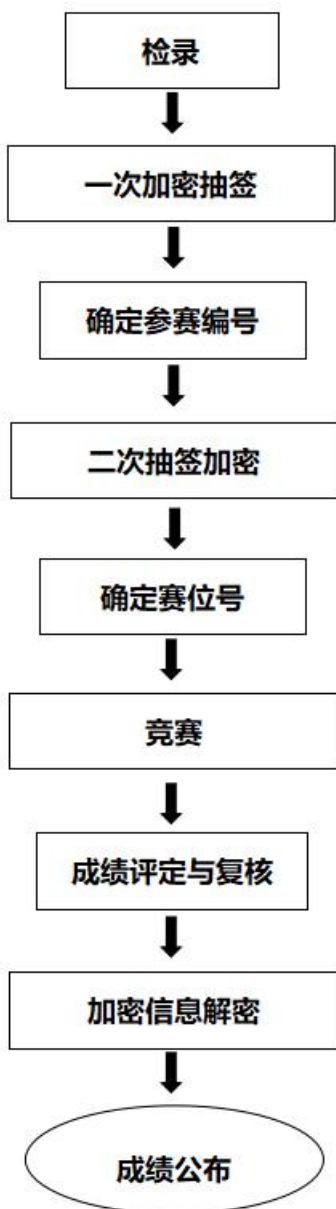 检录
一次加密抽签
确定参赛编号
二次抽签加密
确定赛位号
竞赛
成绩评定与复核
加密信息解密
成绩公布